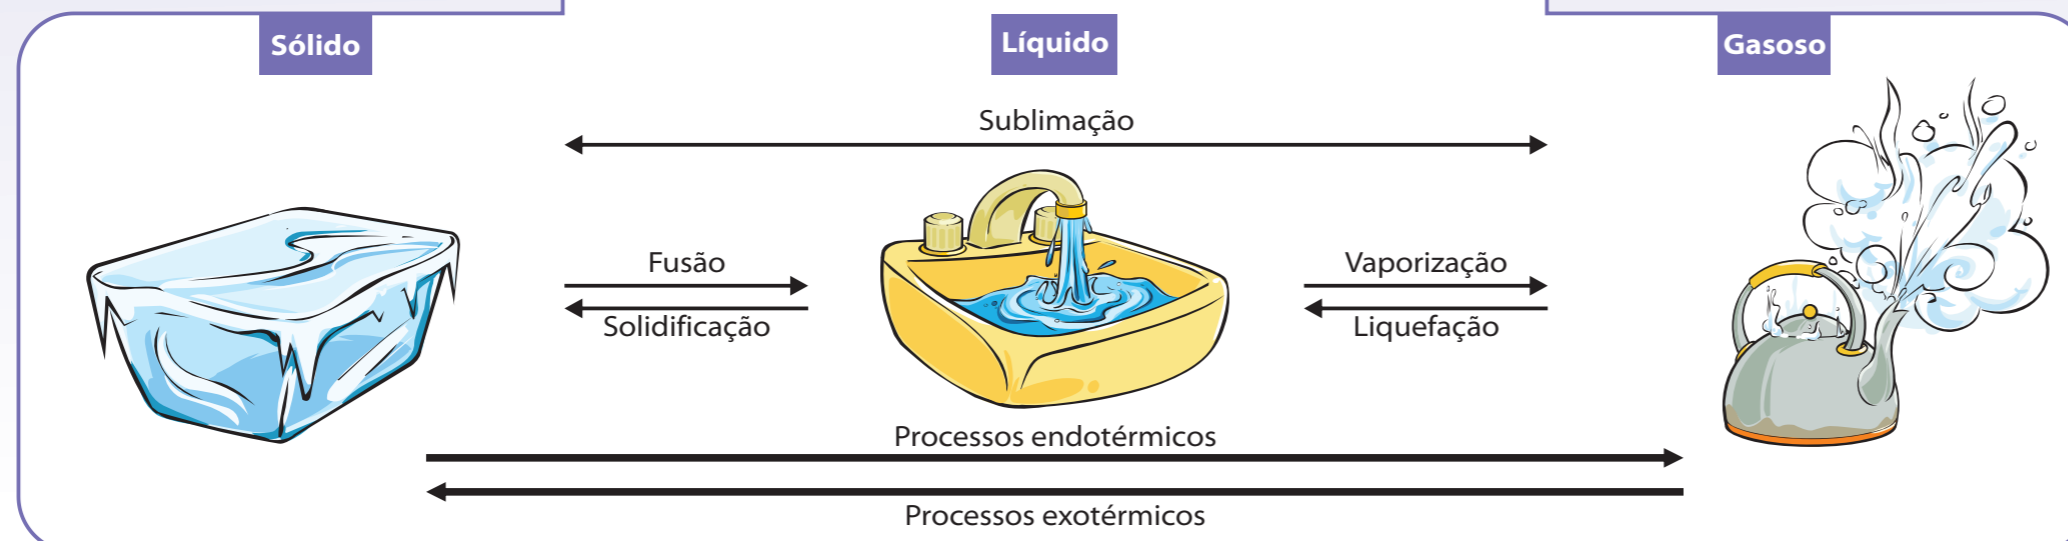 Sólido
Líquido
Gasoso
Sublimação
Fusão
Solidificação
Vaporização
Liquefação
Processos endotérmicos
Processos exotérmicos